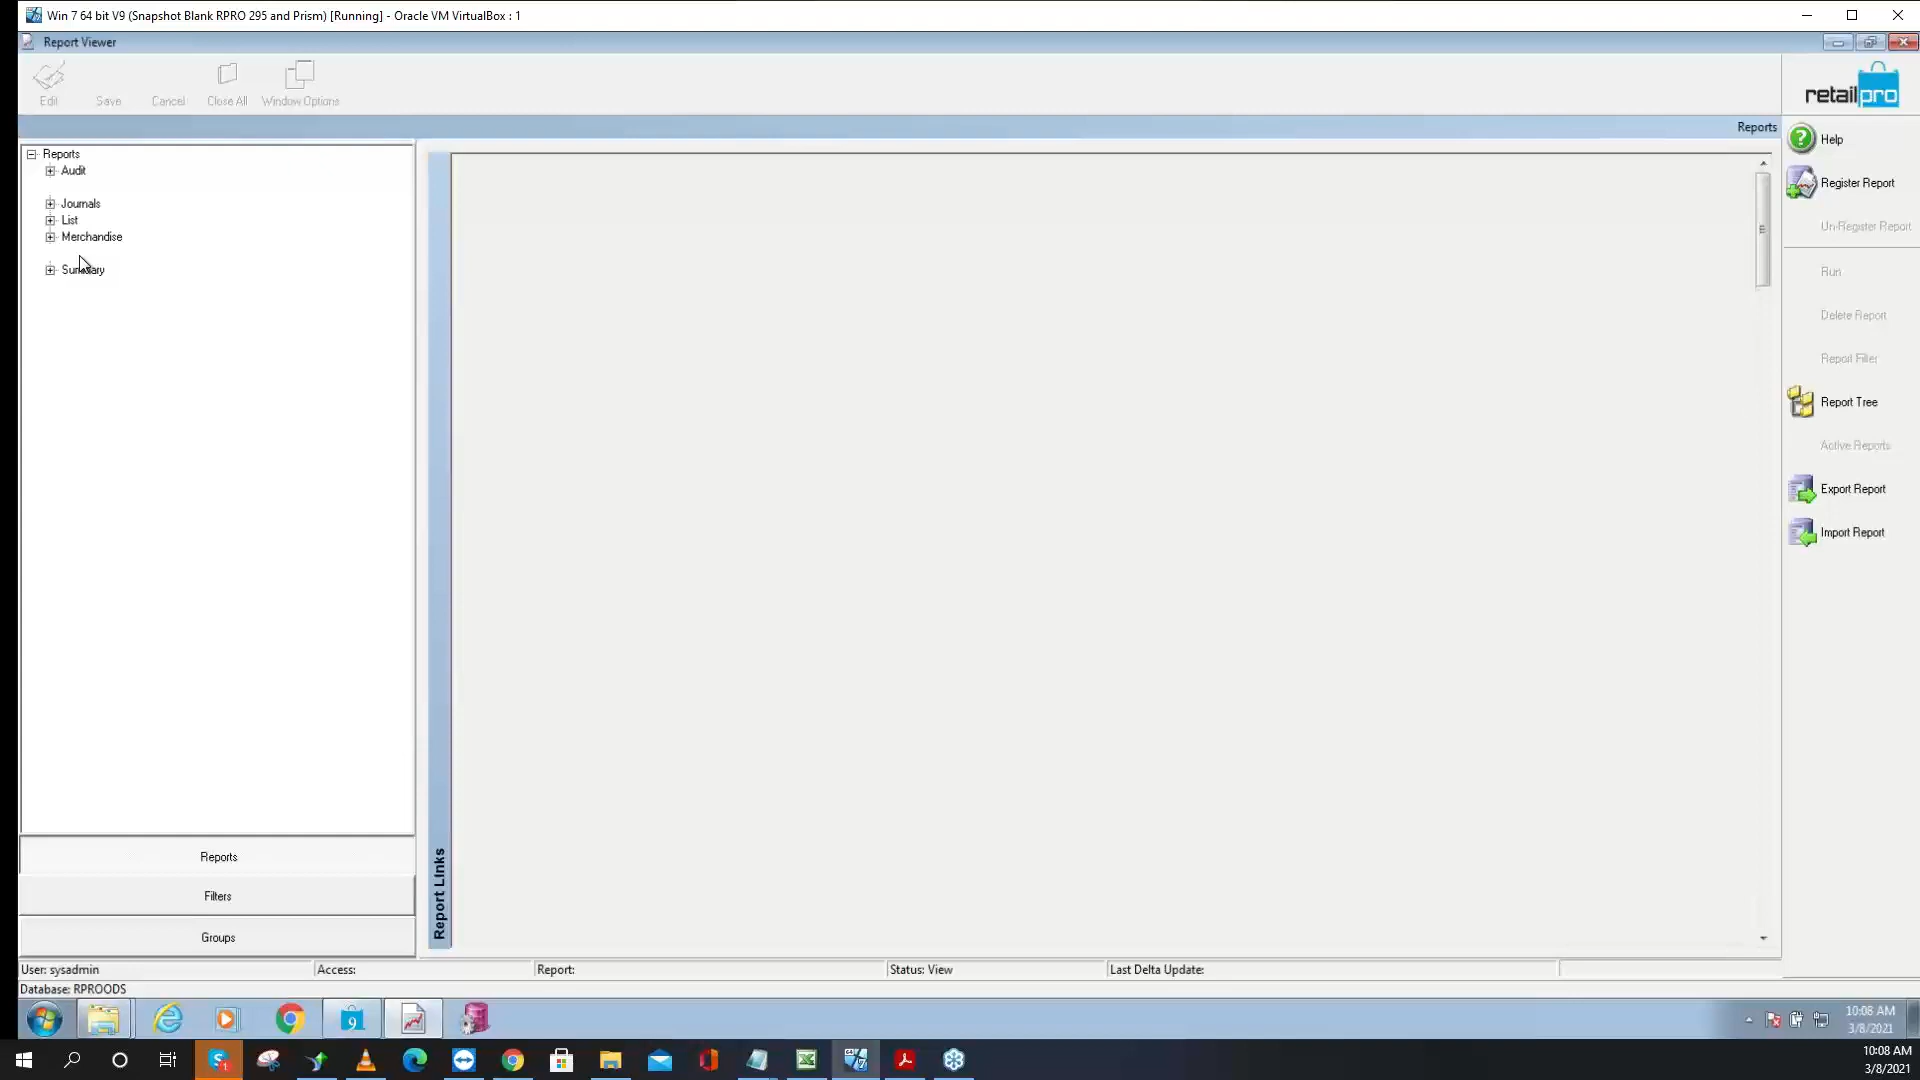 Win 7 64 bit V9 (Snapshot Blank RPRO 295 and Prism) [Running] - Oracle VM VirtualBox : 1
Report Viewer
Edit
Save
Cancel
Close All
Window Options
retailpro
Reports
Reports
Audit
Journals
List
Merchandise
Summary
Help
Register Report
Un-Register Report
Run
Delete Report
Report Filter
Report Tree
Active Reports
Export Report
Import Report
Report Links
Reports
Filters
Groups
User: sysadmin
Access:
Report:
Status: View
Last Delta Update:
Database: RPROODS
9
10:08 AM
3/8/2021
10:08 AM
3/8/2021